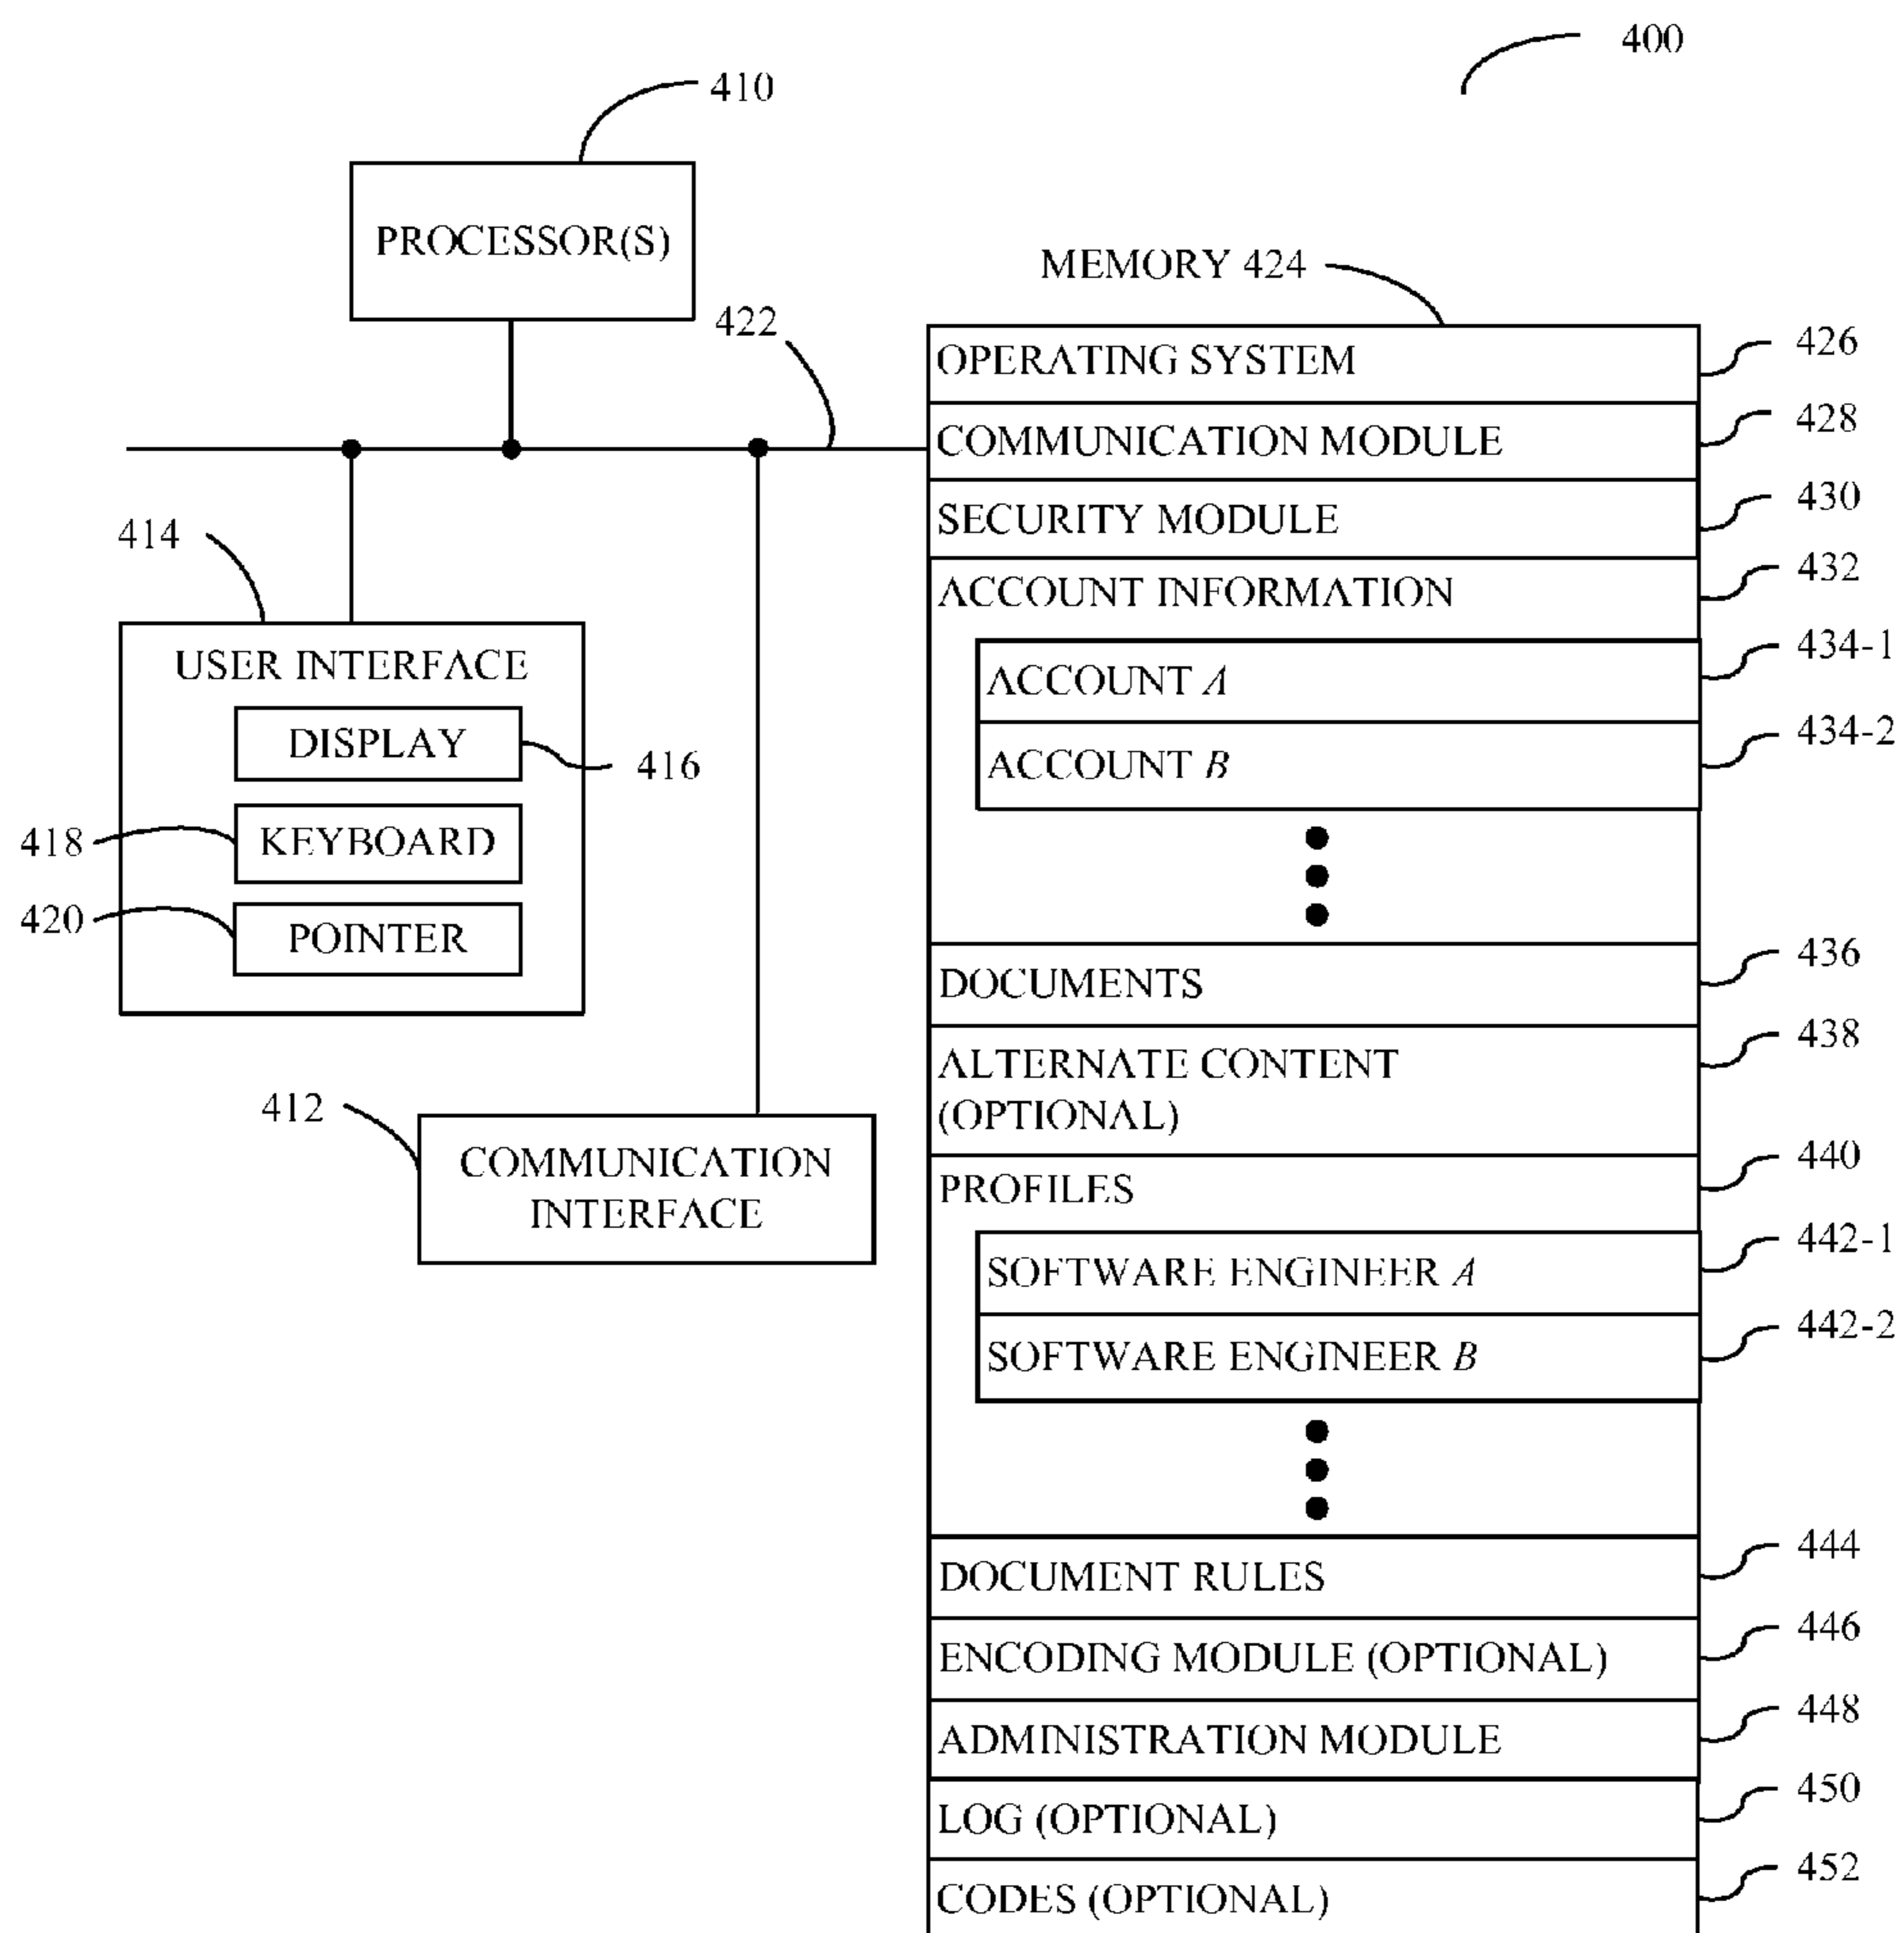 400
410
PROCESSOR(S)
MEMORY 424
422
OPERATING SYSTEM
426
COMMUNICATION MODULE
428
SECURITY MODULE
430
414
ACCOUNT INFORMATION
432
USER INTERFACE
ACCOUNT A
434-1
DISPLAY
416
ACCOUNT B
434-2
418
KEYBOARD
420
POINTER
DOCUMENTS
436
ALTERNATE CONTENT
(OPTIONAL)
438
412
COMMUNICATION
INTERFACE
PROFILES
440
SOFTWARE ENGINEER A
442-1
SOFTWARE ENGINEER B
442-2
DOCUMENT RULES
444
ENCODING MODULE (OPTIONAL)
446
ADMINISTRATION MODULE
448
LOG (OPTIONAL)
450
CODES (OPTIONAL)
452